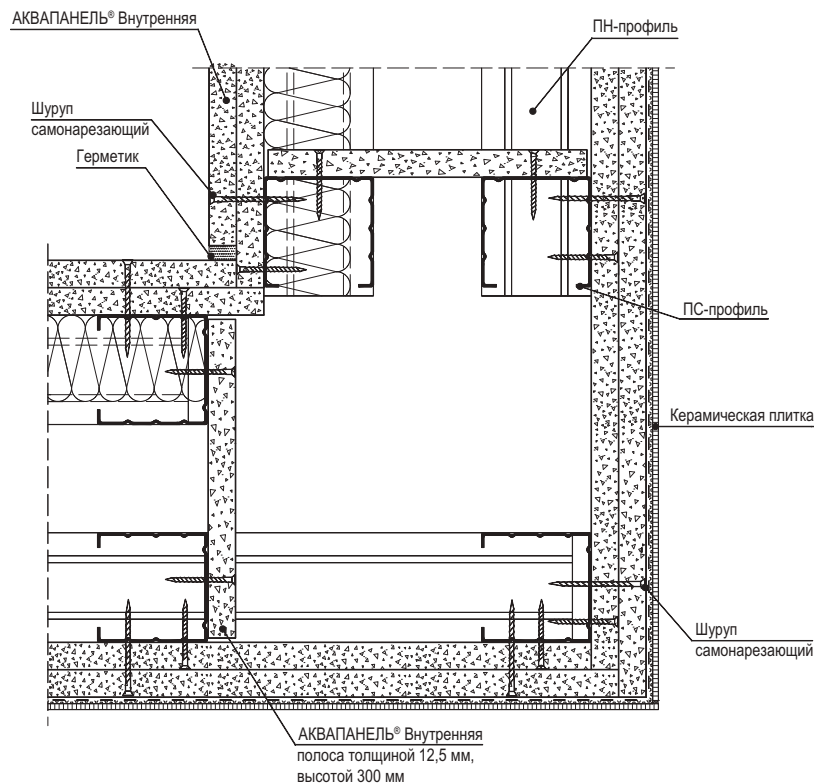 АКВАПАНЕЛЬ® Внутренняя
ПН-профиль
Шуруп
самонарезающий
Герметик
ПС-профиль
Керамическая плитка
Шуруп
самонарезающий
АКВАПАНЕЛЬ® Внутренняя
полоса толщиной 12,5 мм,
высотой 300 мм